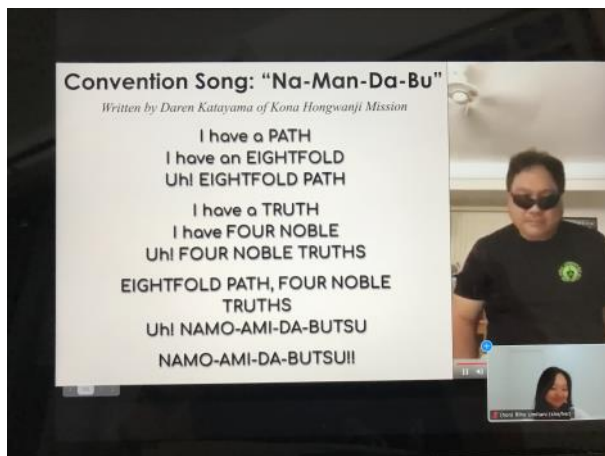 Convention Song: “Na-Man-Da-Bu”
Written by Daren Katayama of Kona Hongwanji Mission
I have a PATH
I have an EIGHTFOLD
Uh! EIGHTFOLD PATH
I have a TRUTH
I have FOUR NOBLE
Uh! FOUR NOBLE TRUTHS
EIGHTFOLD PATH, FOUR NOBLE
TRUTHS
Uh! NAMO-AMI-DA-BUTSU
NAMO-AMI-DA-BUTSU!!